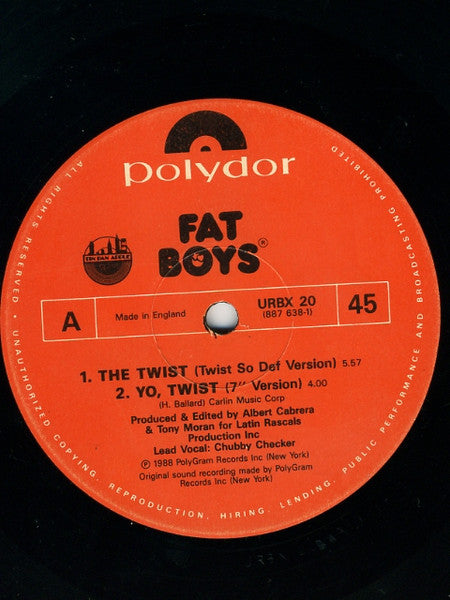 polydor
FAT
BOYS®
TIN PAN APPLE
A
Made in England
URBX 20
(887 638-1)
45
1. THE TWIST (Twist So Def Version) 5.57
2. YO, TWIST (7" Version) 4.00
(H. Ballard) Carlin Music Corp
Produced & Edited by Albert Cabrera
& Tony Moran for Latin Rascals
Production Inc
Lead Vocal: Chubby Checker
℗ 1988 PolyGram Records Inc (New York)
Original sound recording made by PolyGram
Records Inc (New York)
ALL RIGHTS RESERVED • UNAUTHORIZED COPYING, REPRODUCTION, HIRING, LENDING, PUBLIC PERFORMANCE AND BROADCASTING PROHIBITED